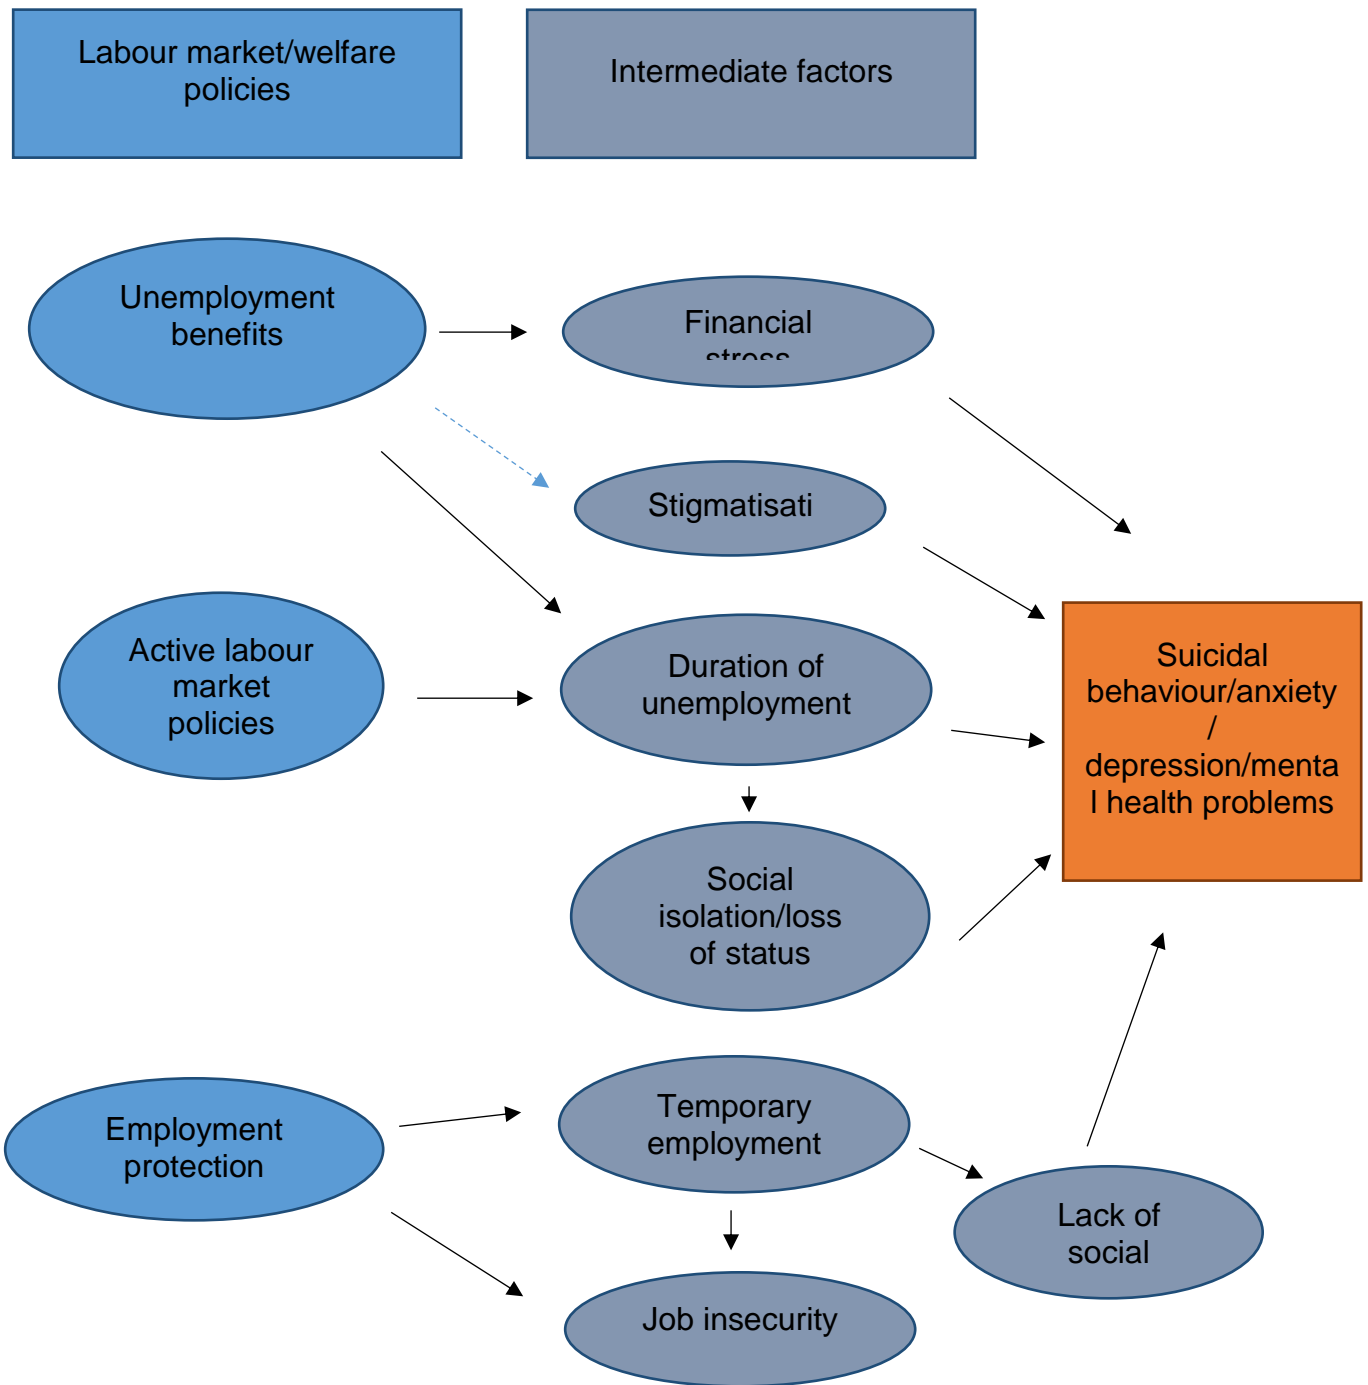 Labour market/welfare
policies
Intermediate factors
Unemployment
benefits
Financial
stress
Stigmatisati
Active labour
market
policies
Duration of
unemployment
Suicidal
behaviour/anxiety
/
depression/menta
l health problems
Social
isolation/loss
of status
Employment
protection
Temporary
employment
Lack of
social
Job insecurity